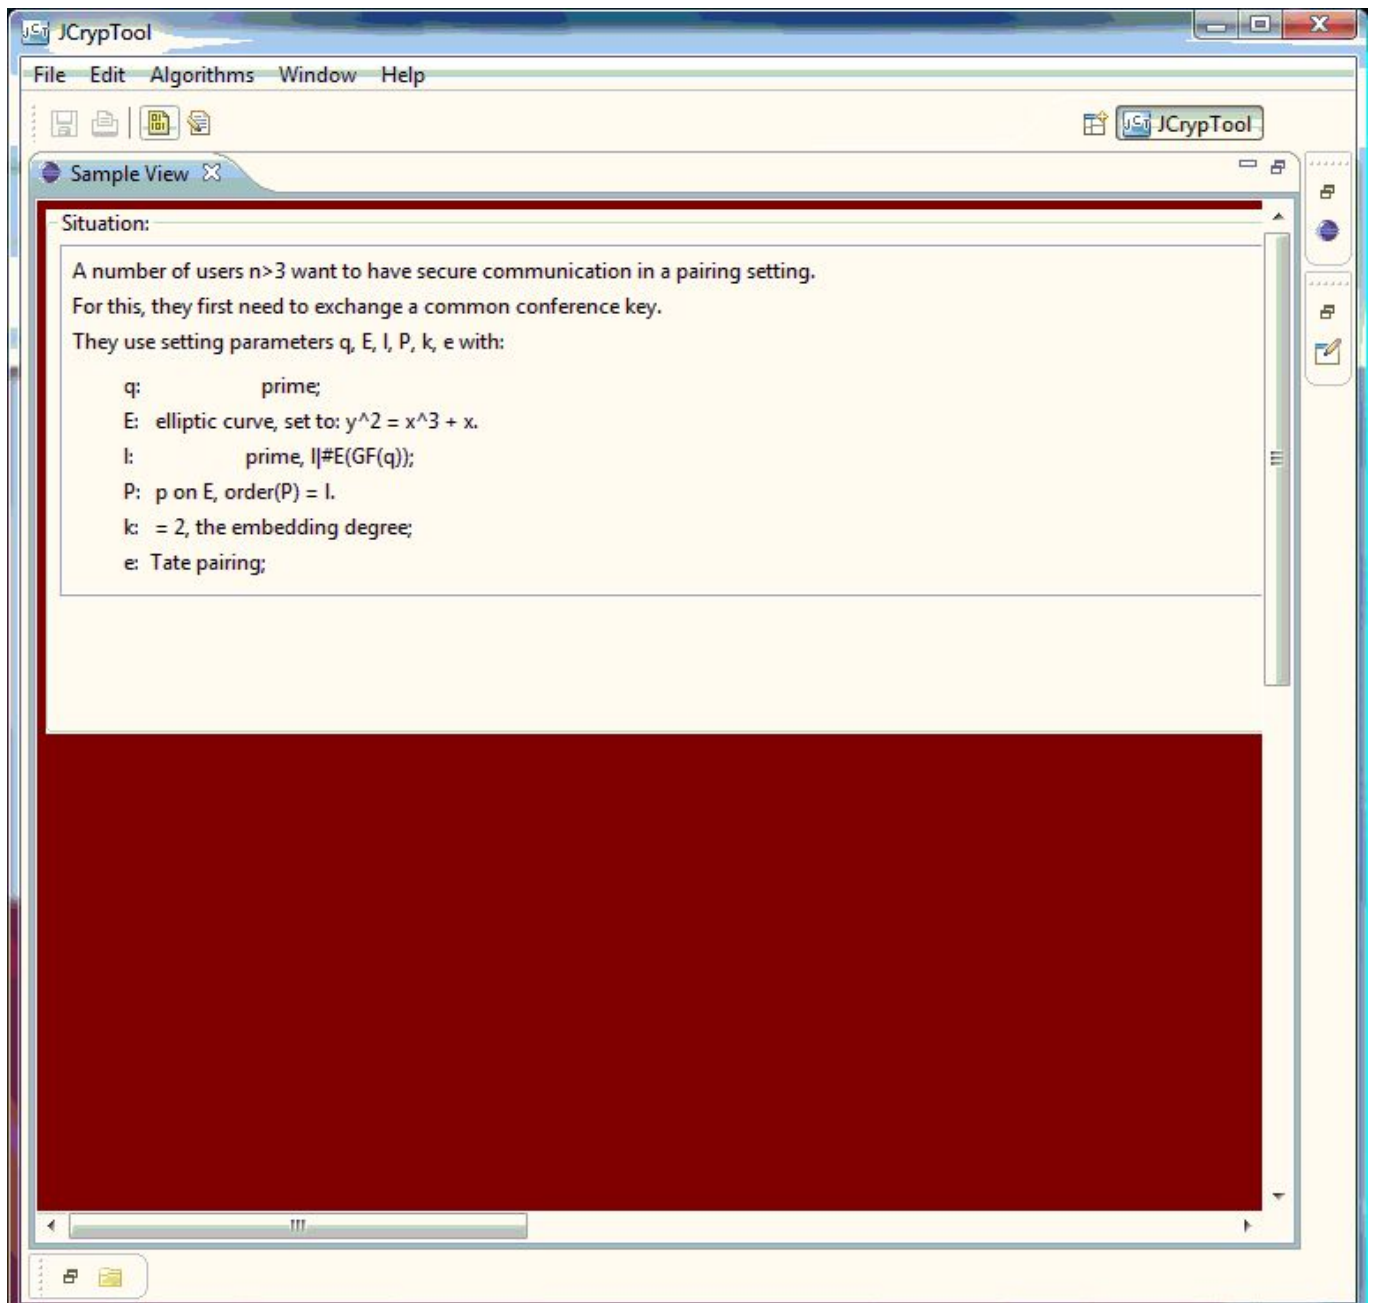 JCrypTool
File Edit Algorithms Window Help
JCT JCrypTool
Sample View
Situation:
A number of users n>3 want to have secure communication in a pairing setting.
For this, they first need to exchange a common conference key.
They use setting parameters q, E, l, P, k, e with:
q: prime;
E: elliptic curve, set to: y^2 = x^3 + x.
l: prime, l|#E(GF(q));
P: p on E, order(P) = l.
k: = 2, the embedding degree;
e: Tate pairing;